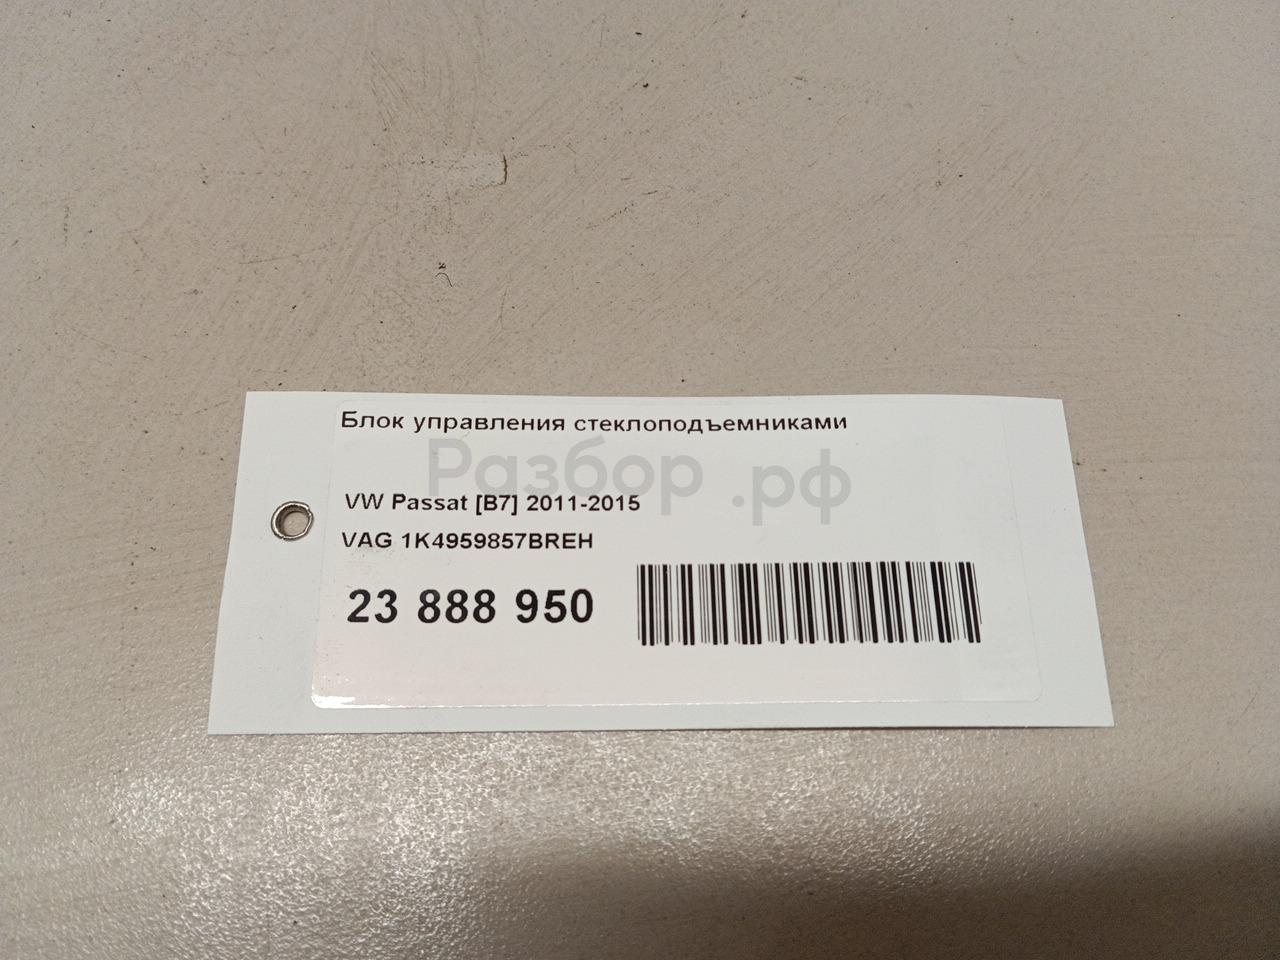 Блок управления стеклоподъемниками
Разбор.рф
VW Passat [B7] 2011-2015
VAG 1K4959857BREH
23 888 950